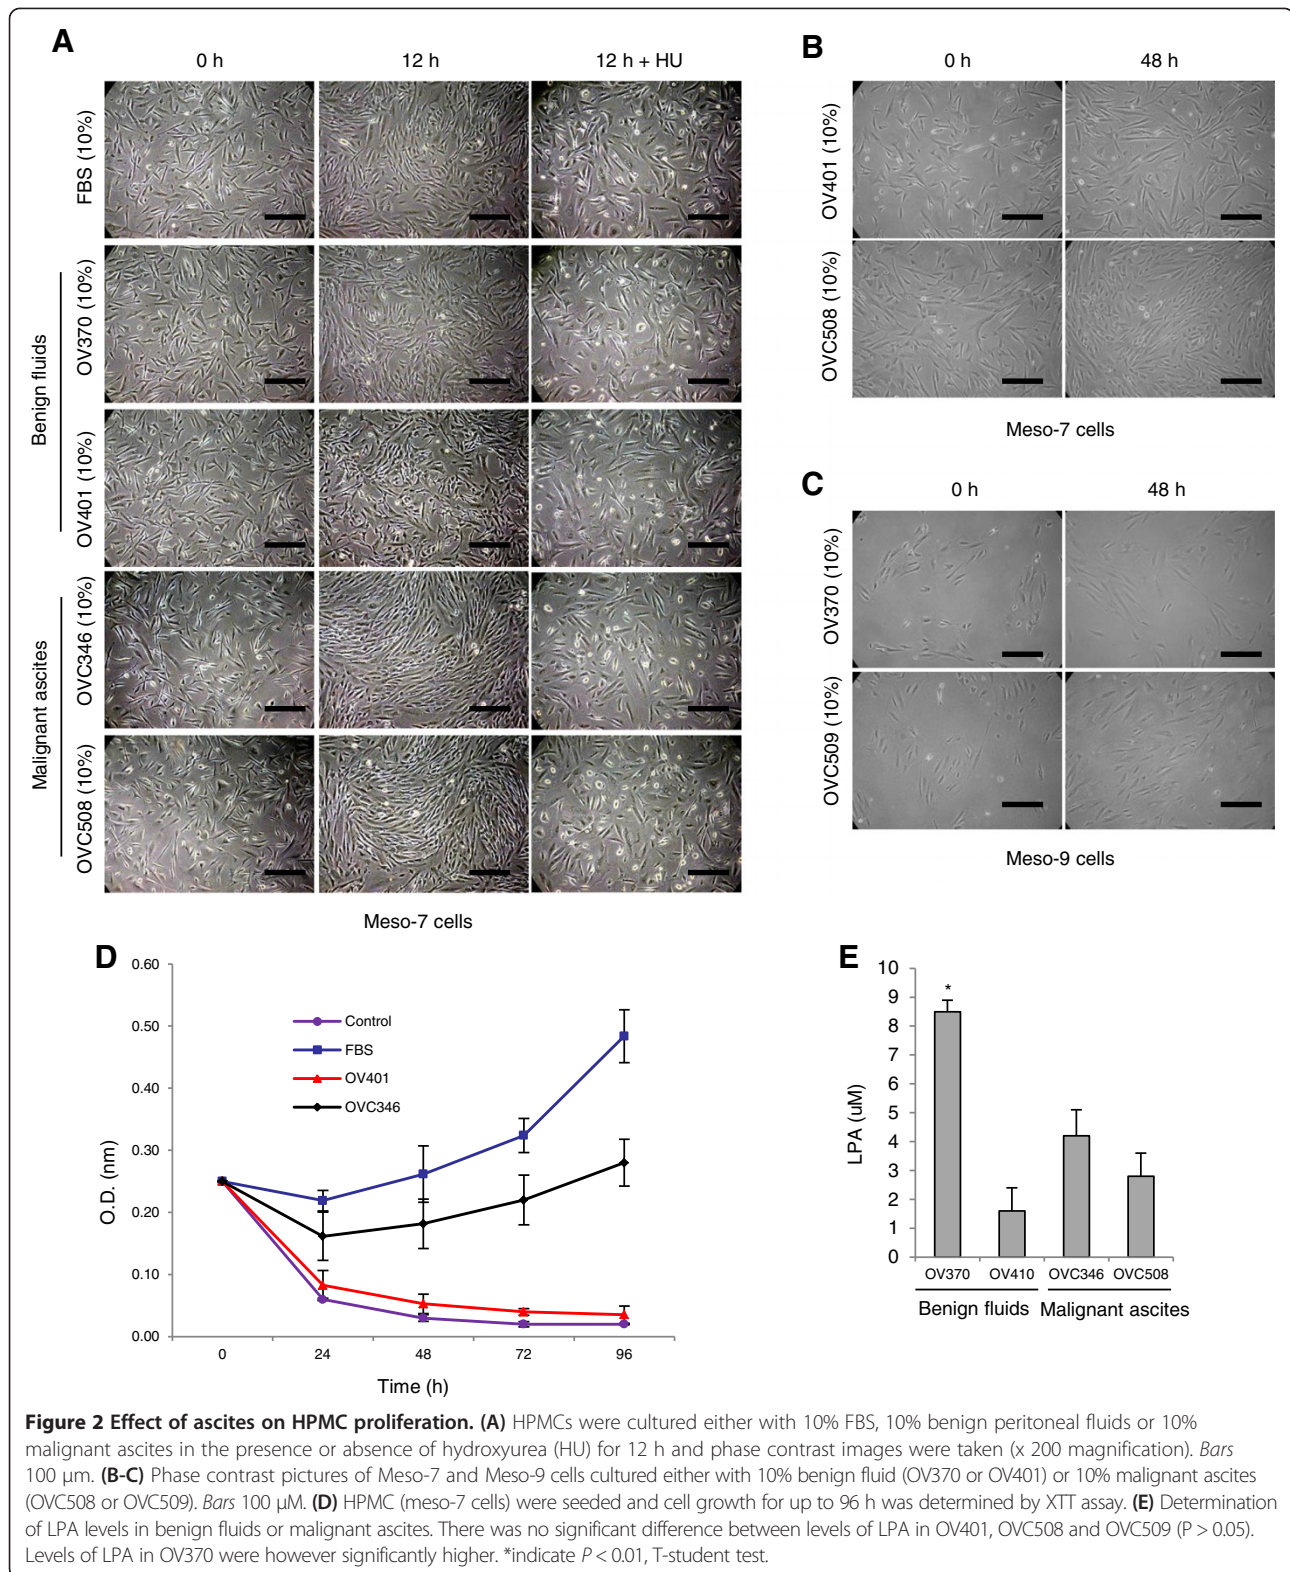 A
0 h
12 h
12 h + HU
FBS (10%)
Benign fluids
OV370 (10%)
OV401 (10%)
Malignant ascites
OVC346 (10%)
OVC508 (10%)
Meso-7 cells
B
0 h
48 h
OV401 (10%)
OVC508 (10%)
Meso-7 cells
C
0 h
48 h
OV370 (10%)
OVC509 (10%)
Meso-9 cells
D
0.60
0.50
0.40
0.30
0.20
0.10
0.00
O.D. (nm)
Control
FBS
OV401
OVC346
0
24
48
72
96
Time (h)
E
10
9
8
7
6
5
4
3
2
1
0
LPA (uM)
*
OV370
OV410
OVC346
OVC508
Benign fluids
Malignant ascites
Figure 2 Effect of ascites on HPMC proliferation. (A) HPMCs were cultured either with 10% FBS, 10% benign peritoneal fluids or 10%
malignant ascites in the presence or absence of hydroxyurea (HU) for 12 h and phase contrast images were taken (x 200 magnification). Bars
100 μm. (B-C) Phase contrast pictures of Meso-7 and Meso-9 cells cultured either with 10% benign fluid (OV370 or OV401) or 10% malignant ascites
(OVC508 or OVC509). Bars 100 μM. (D) HPMC (meso-7 cells) were seeded and cell growth for up to 96 h was determined by XTT assay. (E) Determination
of LPA levels in benign fluids or malignant ascites. There was no significant difference between levels of LPA in OV401, OVC508 and OVC509 (P > 0.05).
Levels of LPA in OV370 were however significantly higher. *indicate P < 0.01, T-student test.